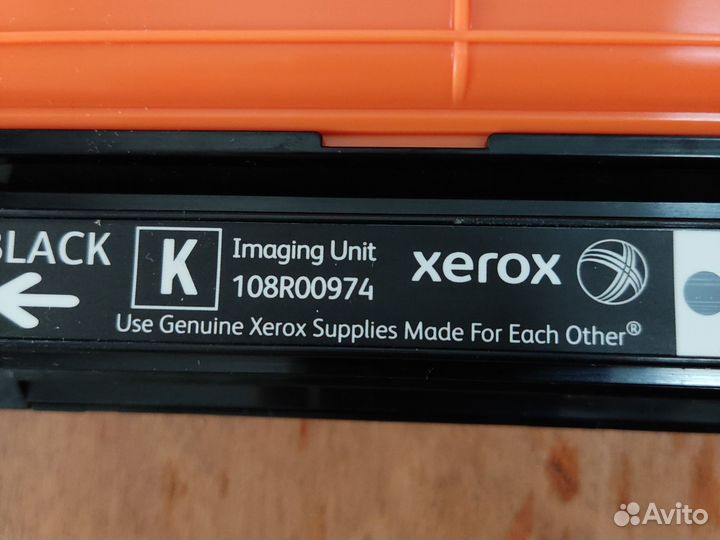 BLACK
K
Imaging Unit
108R00974
xerox
Use Genuine Xerox Supplies Made For Each Other®
Avito